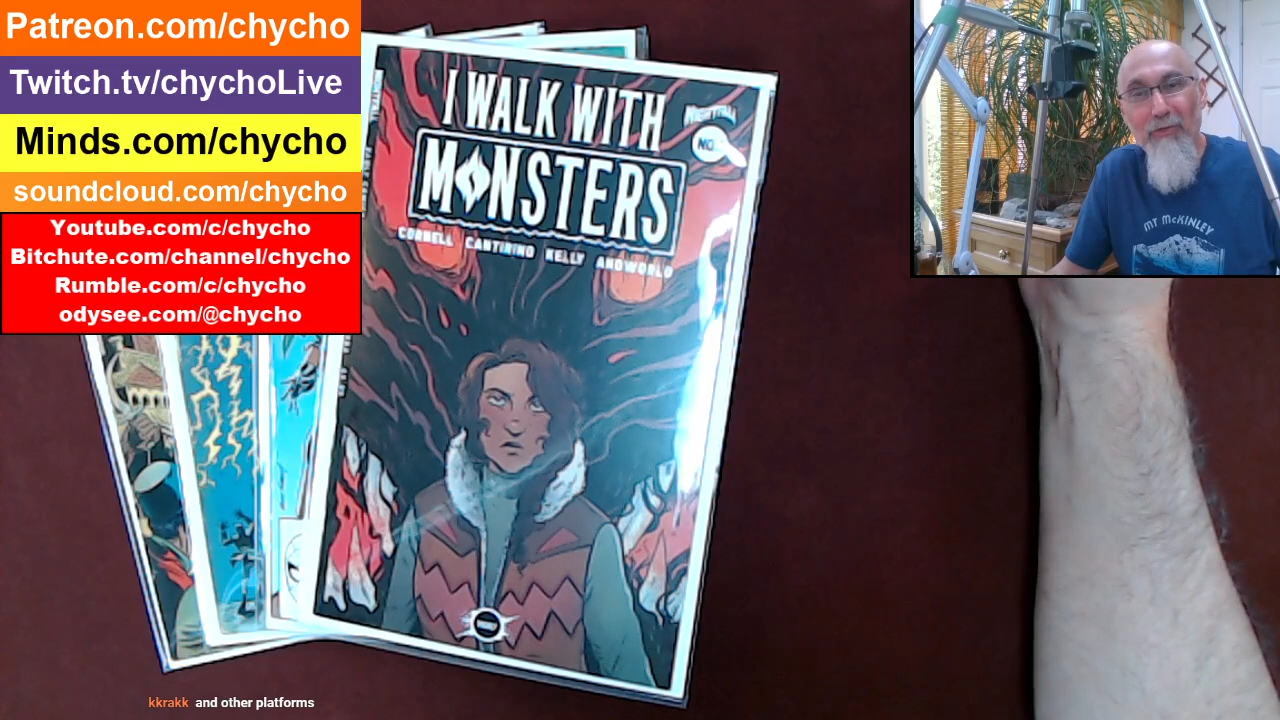 Patreon.com/chycho
Twitch.tv/chychoLive
Minds.com/chycho
soundcloud.com/chycho
Youtube.com/c/chycho
Bitchute.com/channel/chycho
Rumble.com/c/chycho
odysee.com/@chycho
I WALK WITH
MONSTERS
CORNELL CANTIRINO KELLY ANDWORLD
NO.
MT McKINLEY
kkrakk and other platforms